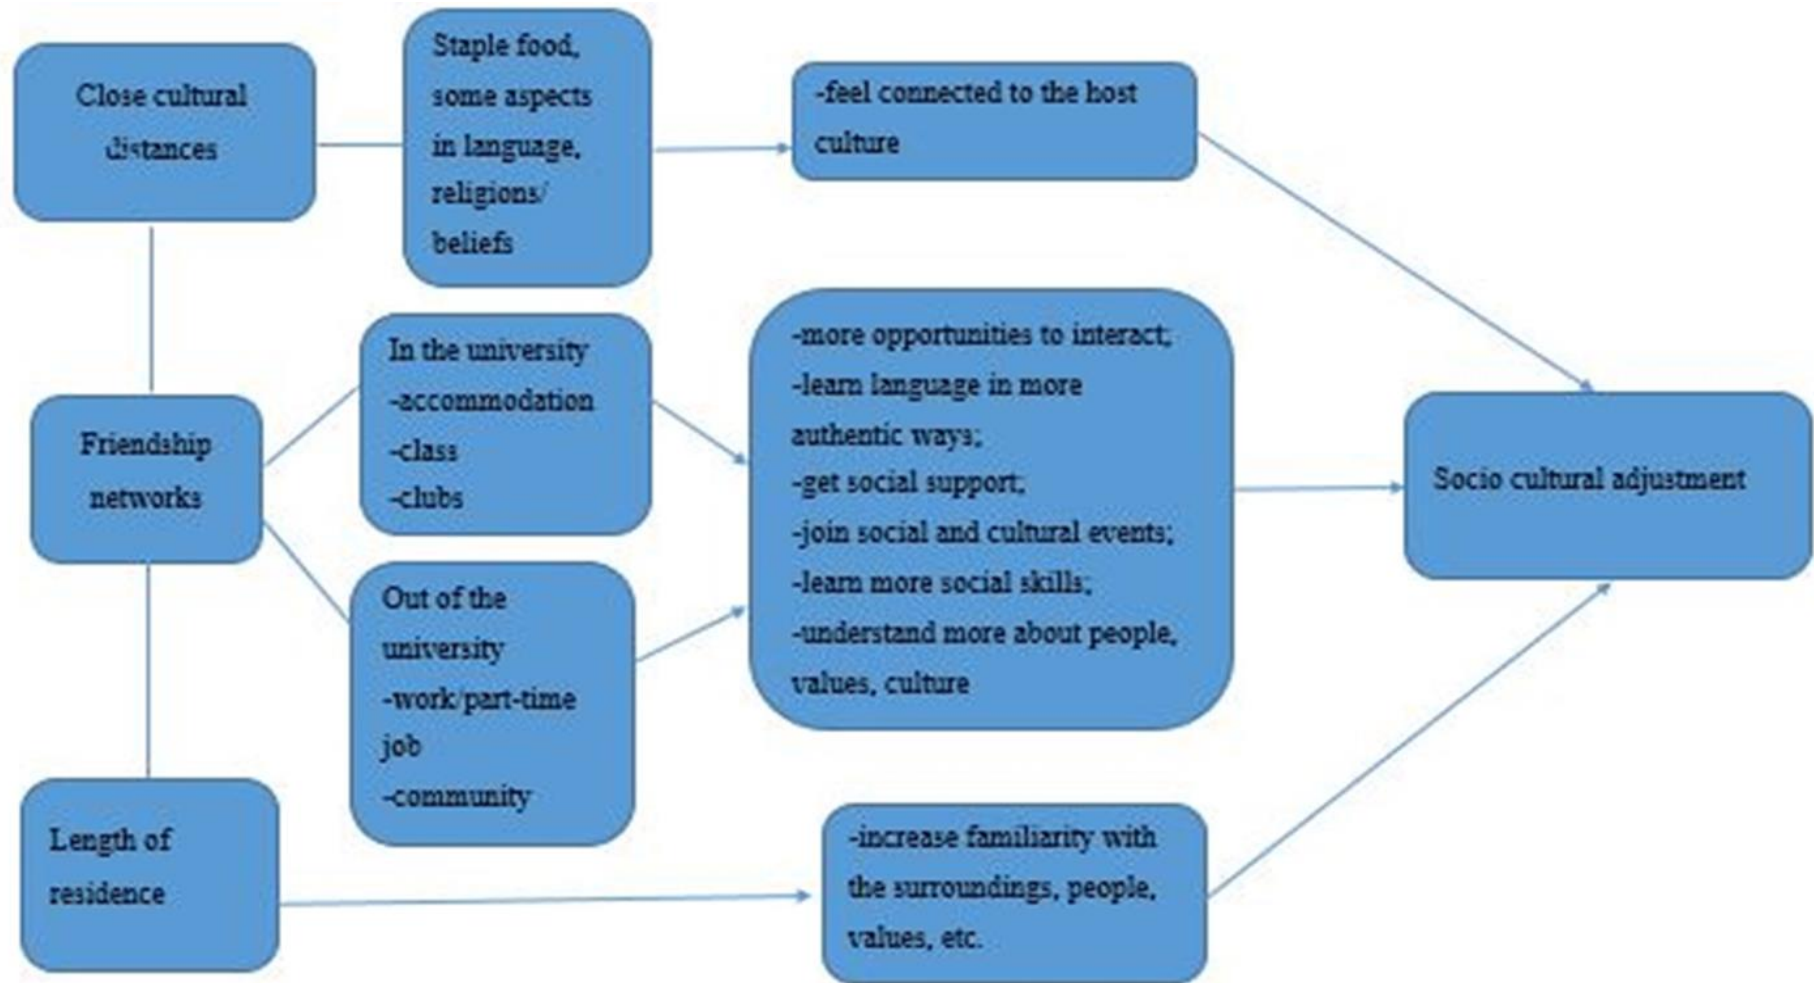 Close cultural
distances
Staple food,
some aspects
in language,
religions/
beliefs
-feel connected to the host
culture
Friendship
networks
In the university
-accommodation
-class
-clubs
Out of the
university
-work/part-time
job
-community
-more opportunities to interact;
-learn language in more
authentic ways;
-get social support;
-join social and cultural events;
-learn more social skills;
-understand more about people,
values, culture
Socio cultural adjustment
Length of
residence
-increase familiarity with
the surroundings, people,
values, etc.